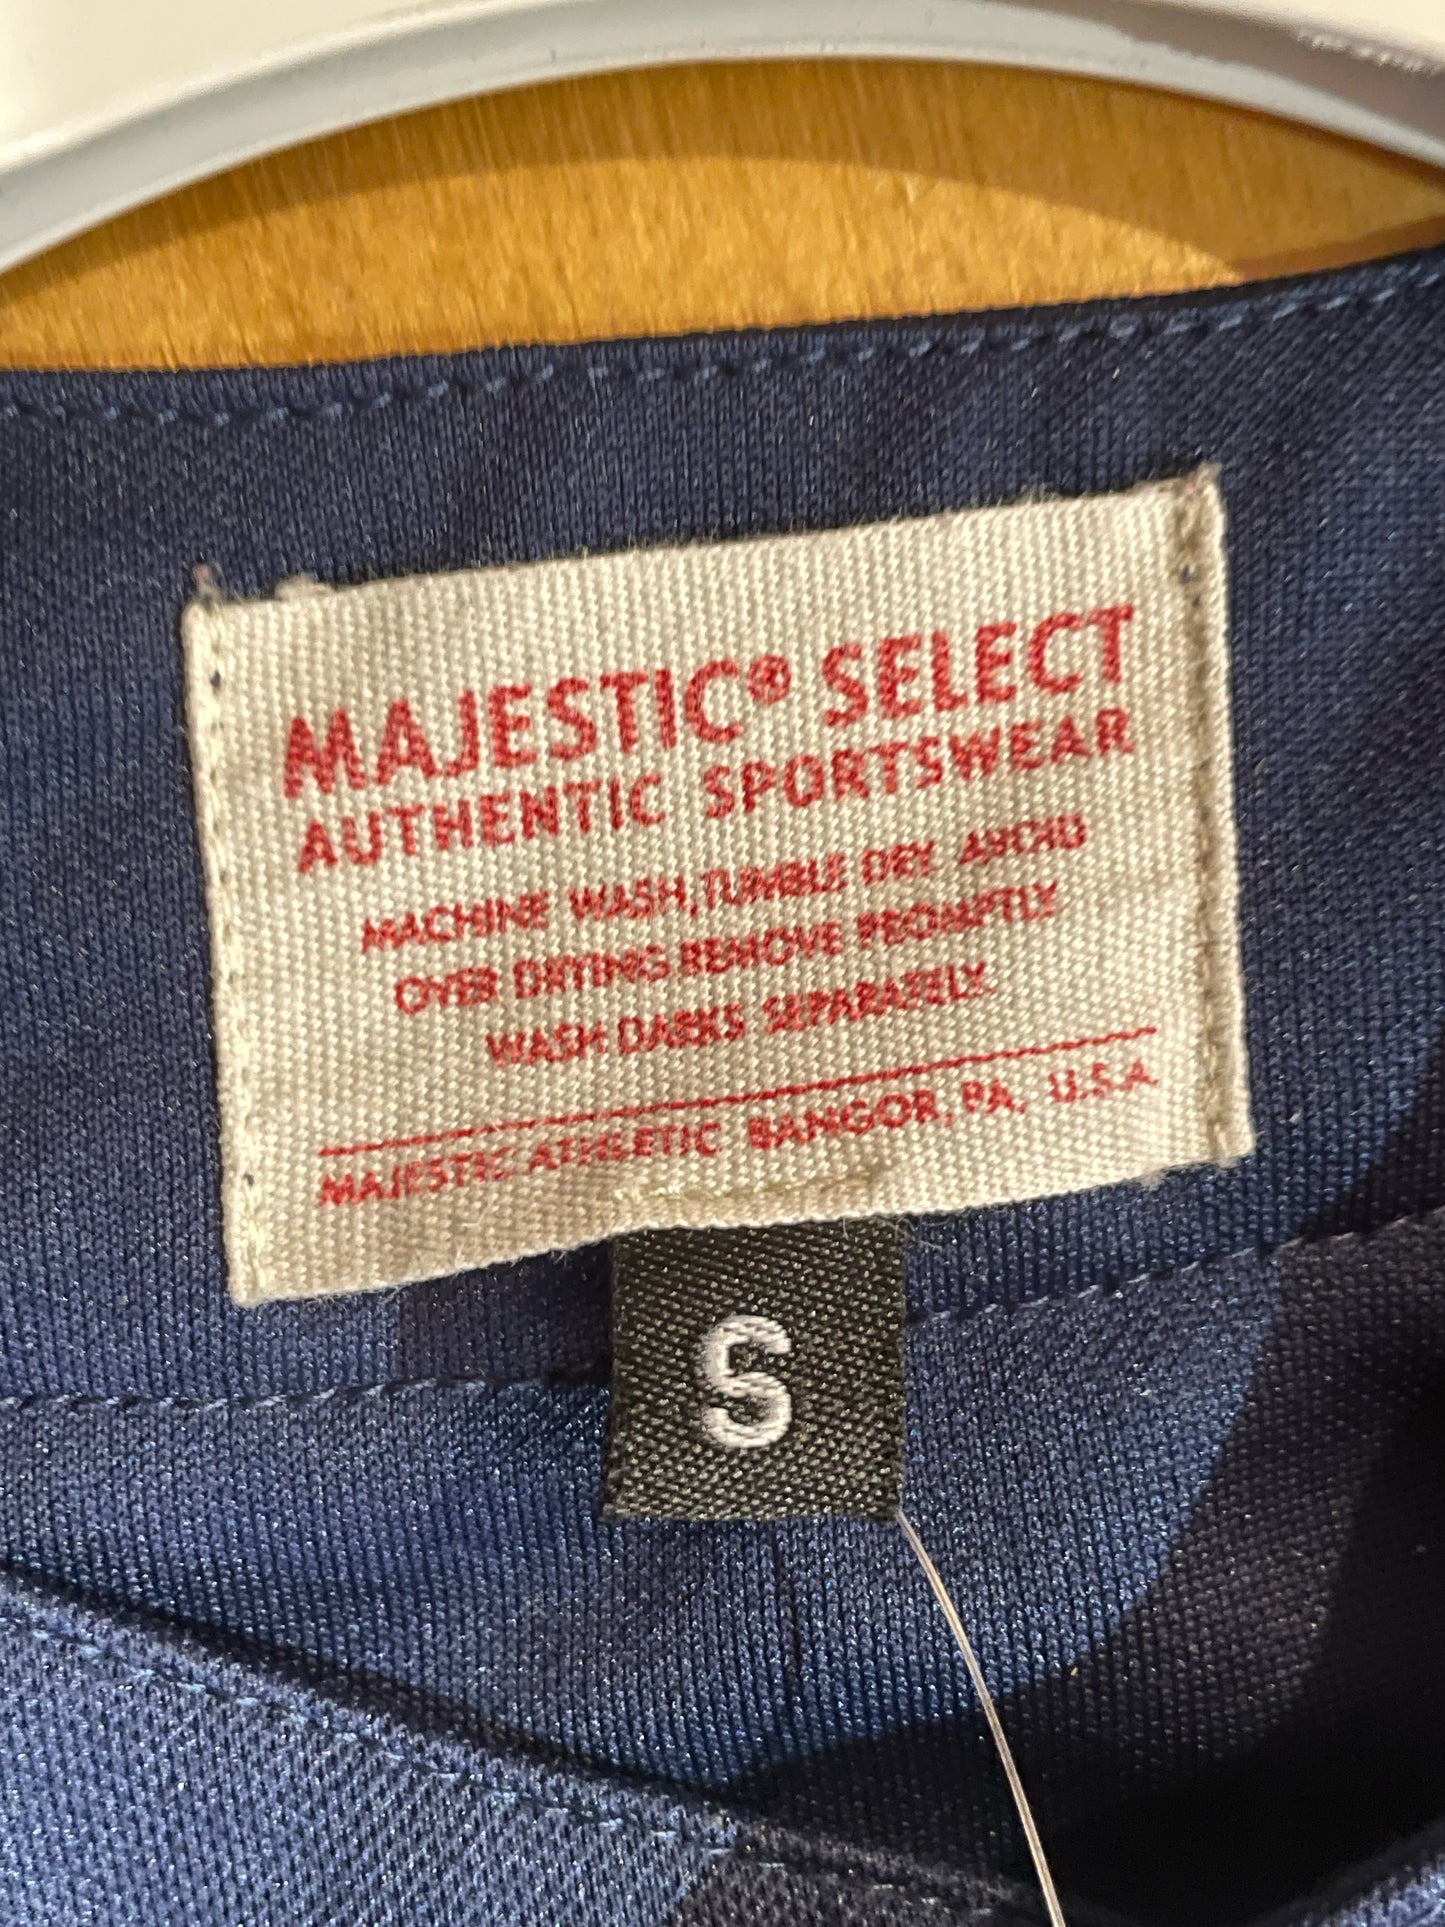 MAJESTIC® SELECT
AUTHENTIC SPORTSWEAR
MACHINE WASH, TUMBLE DRY. AVOID
OVER DRYING. REMOVE PROMPTLY.
WASH DARKS SEPARATELY.
MAJESTIC ATHLETIC BANGOR, PA, U.S.A.
S